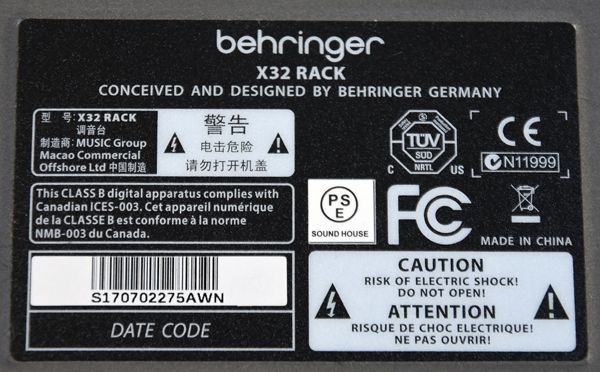 behringer
X32 RACK
CONCEIVED AND DESIGNED BY BEHRINGER GERMANY
型 号: X32 RACK
调音台
制造商: MUSIC Group
Macao Commercial
Offshore Ltd 中国制造
警告
电击危险
请勿打开机盖
TÜV
SÜD
NRTL
C US
CE
N11999
This CLASS B digital apparatus complies with
Canadian ICES-003. Cet appareil numérique
de la CLASSE B est conforme à la norme
NMB-003 du Canada.
PS
E
SOUND HOUSE
FC
MADE IN CHINA
S170702275AWN
DATE CODE
CAUTION
RISK OF ELECTRIC SHOCK!
DO NOT OPEN!
ATTENTION
RISQUE DE CHOC ELECTRIQUE!
NE PAS OUVRIR!